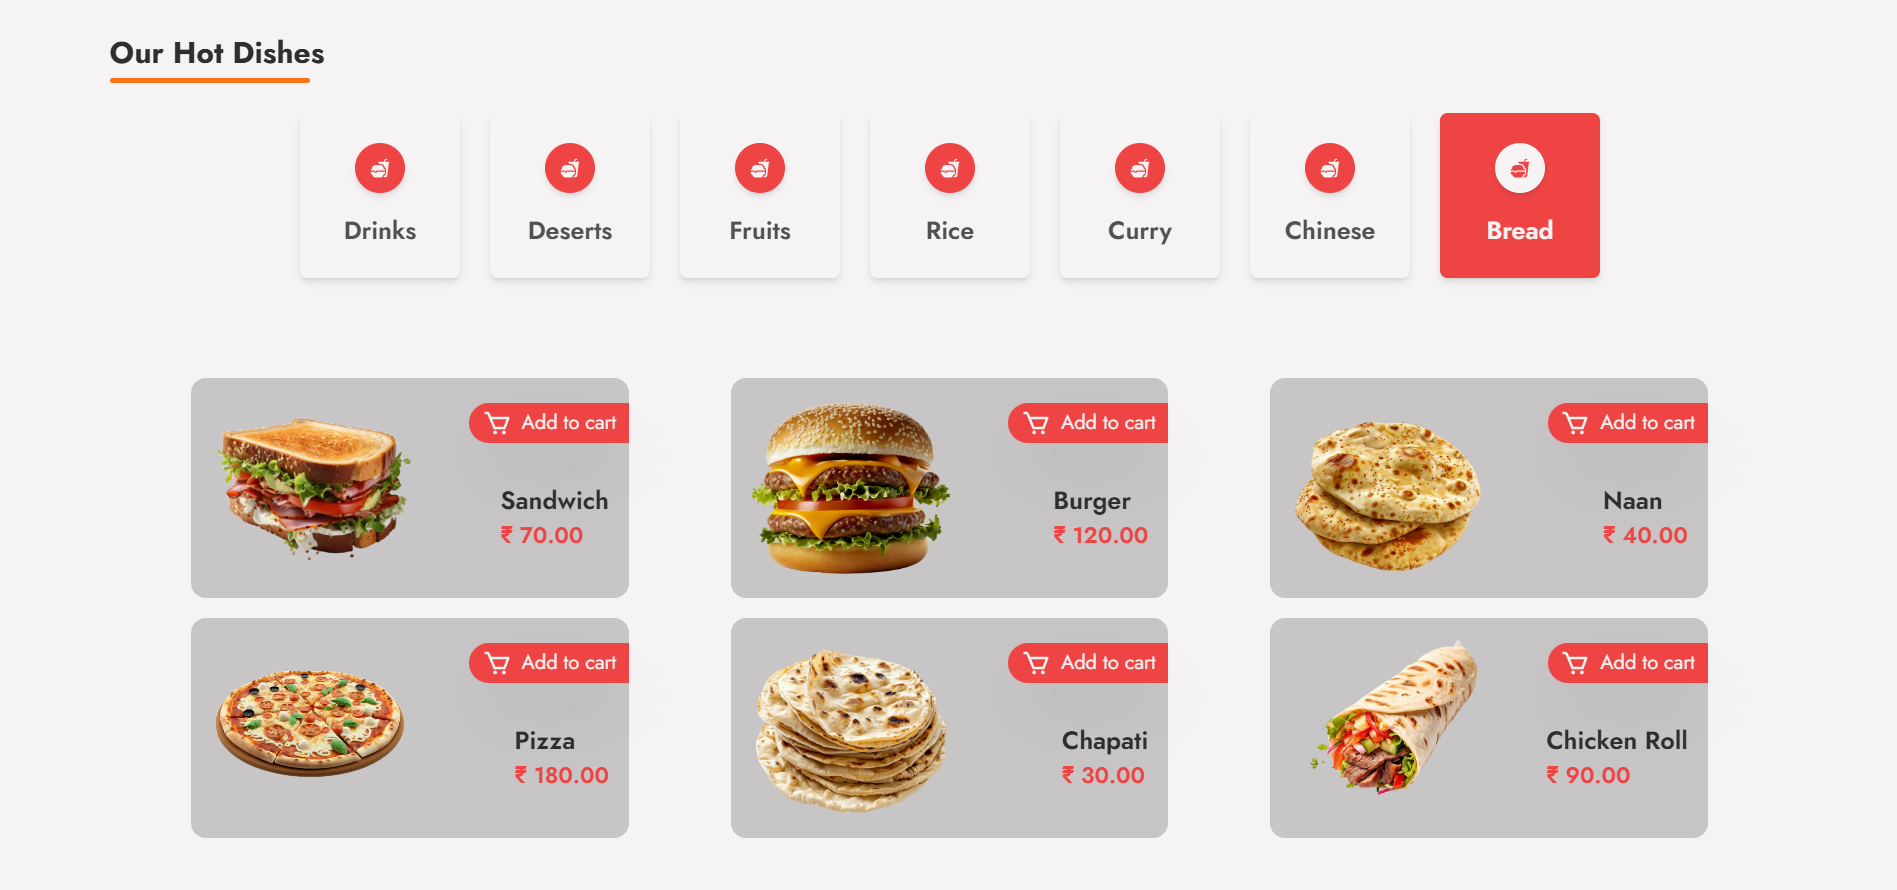 Our Hot Dishes
Drinks
Deserts
Fruits
Rice
Curry
Chinese
Bread
Add to cart
Sandwich
₹ 70.00
Add to cart
Burger
₹ 120.00
Add to cart
Naan
₹ 40.00
Add to cart
Pizza
₹ 180.00
Add to cart
Chapati
₹ 30.00
Add to cart
Chicken Roll
₹ 90.00